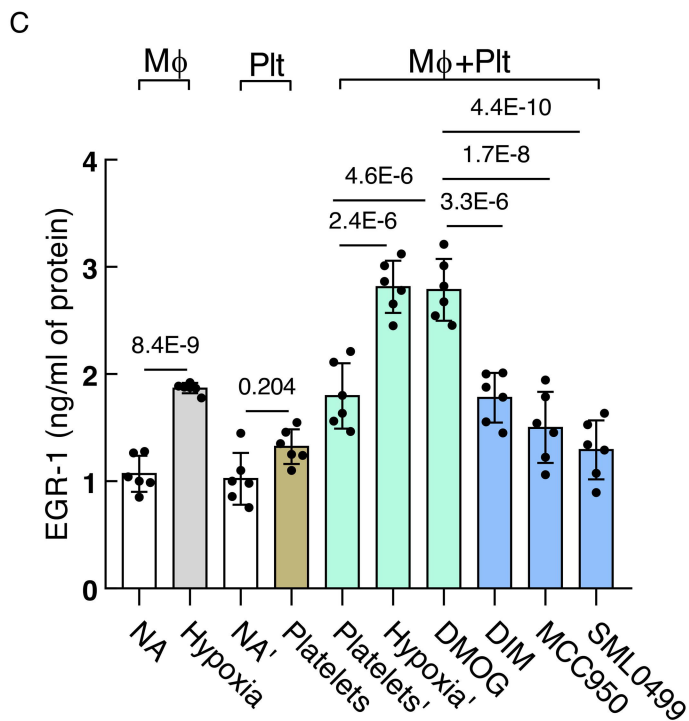 C
Mϕ
Plt
Mϕ+Plt
4.4E-10
1.7E-8
4.6E-6
3.3E-6
2.4E-6
8.4E-9
0.204
EGR-1 (ng/ml of protein)
4
3
2
1
0
NA
Hypoxia
NA'
Platelets
Platelets'
Hypoxia'
DMOG
DIM
MCC950
SML0499